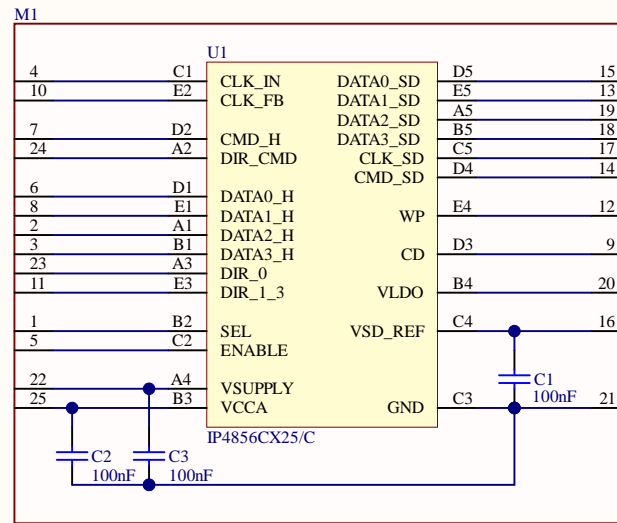 M1
U1
4 C1 CLK_IN DATA0_SD D5 15
10 E2 CLK_FB DATA1_SD E5 13
DATA2_SD A5 19
7 D2 CMD_H DATA3_SD B5 18
24 A2 DIR_CMD CLK_SD C5 17
CMD_SD D4 14
6 D1 DATA0_H
8 E1 DATA1_H WP E4 12
2 A1 DATA2_H
3 B1 DATA3_H CD D3 9
23 A3 DIR_0
11 E3 DIR_1_3 VLDO B4 20
1 B2 SEL VSD_REF C4 16
5 C2 ENABLE
C1
100nF
22 A4 VSUPPLY
25 B3 VCCA GND C3 21
IP4856CX25/C
C2 C3
100nF 100nF